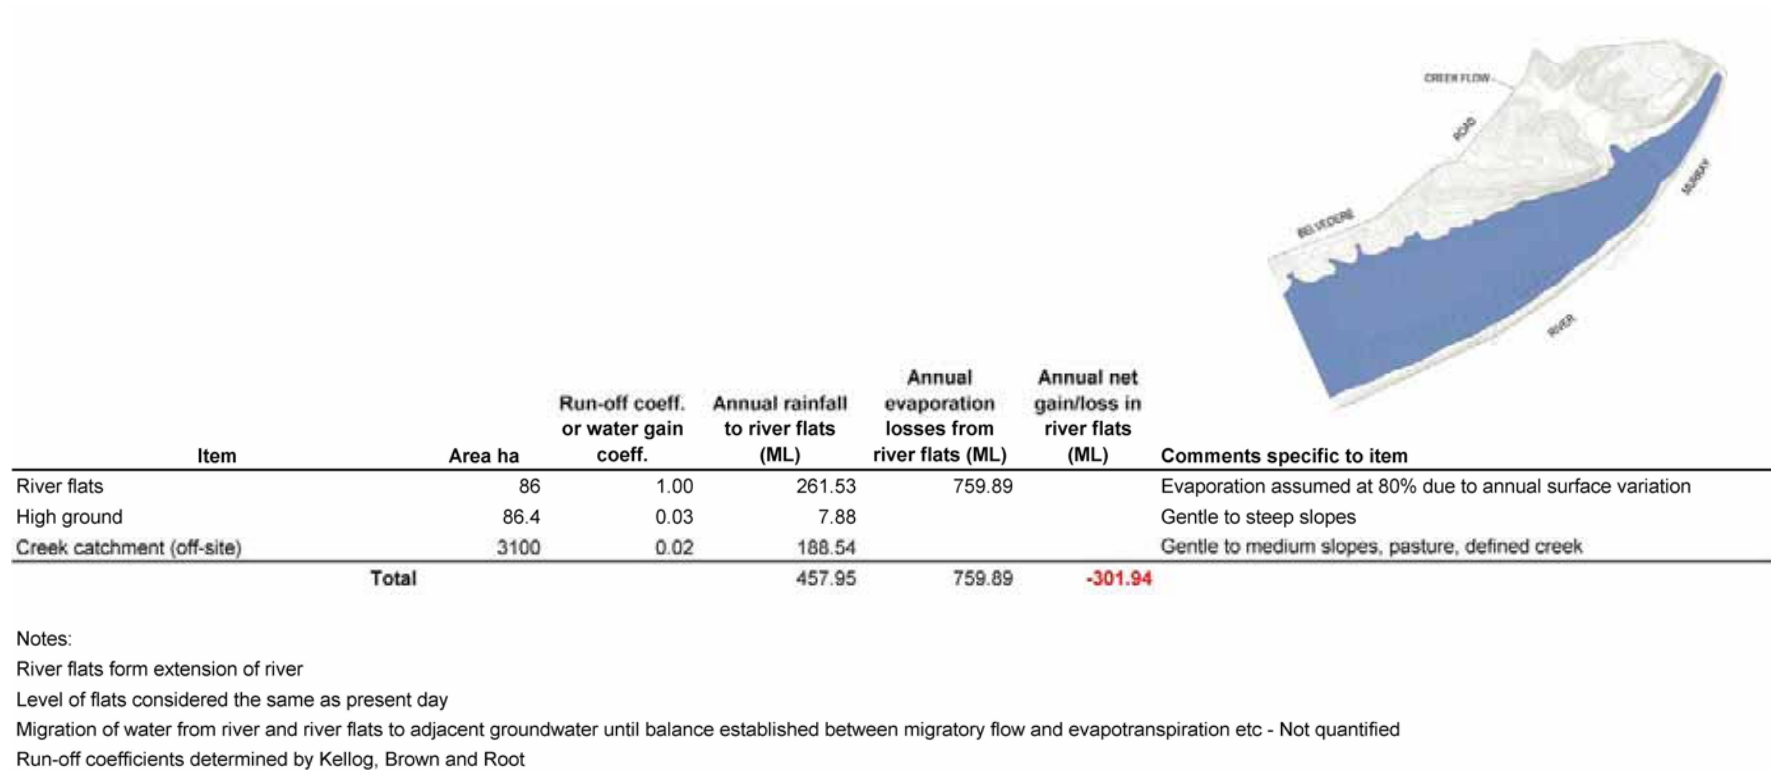 CREEK FLOW
ROAD
MURRAY
BELVEDERE
RIVER
Annual Annual net
Run-off coeff. Annual rainfall evaporation gain/loss in
or water gain to river flats losses from river flats
Item Area ha coeff. (ML) river flats (ML) (ML) Comments specific to item
River flats 86 1.00 261.53 759.89 Evaporation assumed at 80% due to annual surface variation
High ground 86.4 0.03 7.88 Gentle to steep slopes
Creek catchment (off-site) 3100 0.02 188.54 Gentle to medium slopes, pasture, defined creek
Total 457.95 759.89 -301.94
Notes:
River flats form extension of river
Level of flats considered the same as present day
Migration of water from river and river flats to adjacent groundwater until balance established between migratory flow and evapotranspiration etc - Not quantified
Run-off coefficients determined by Kellog, Brown and Root